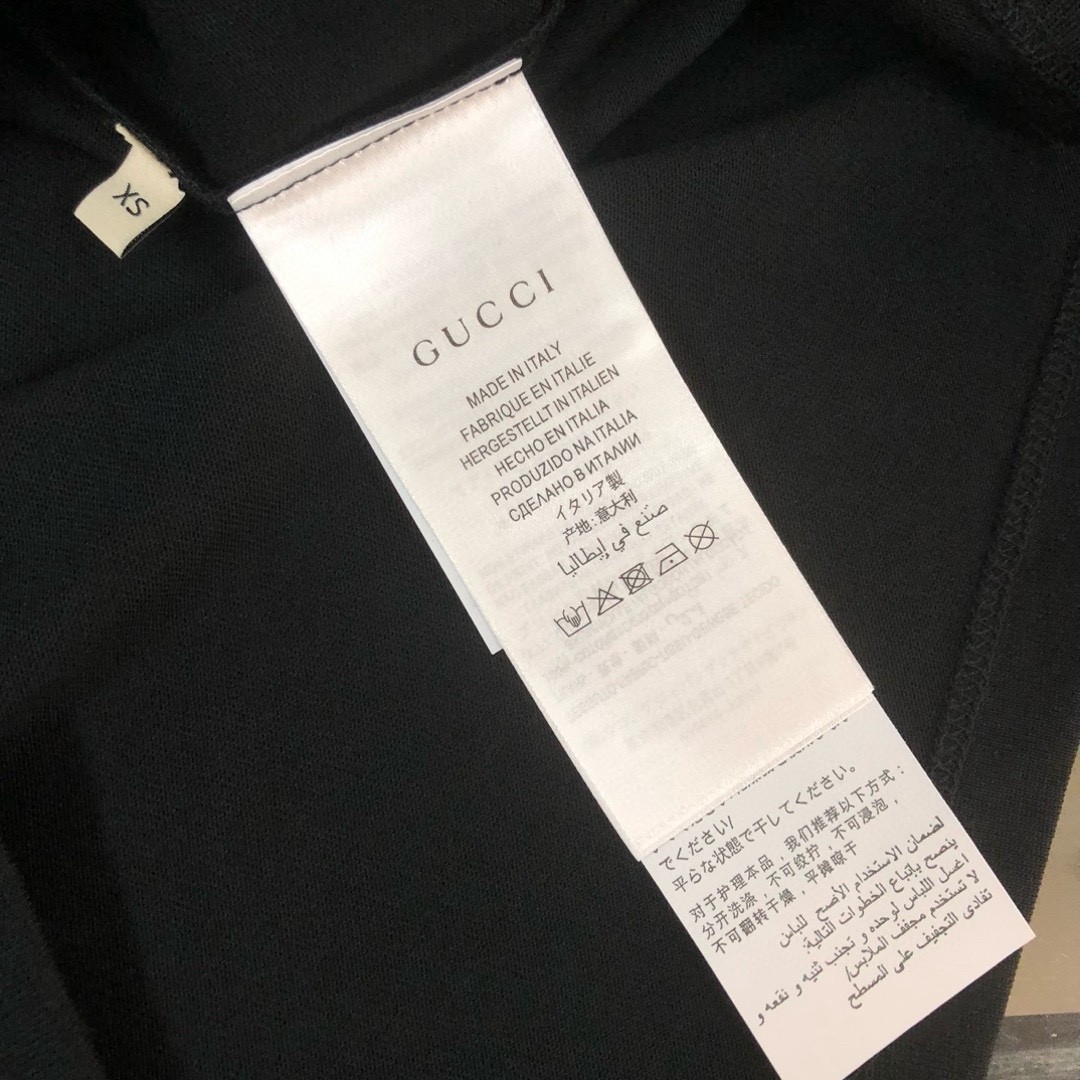 XS
GUCCI
MADE IN ITALY
FABRIQUE EN ITALIE
HERGESTELLT IN ITALIEN
HECHO EN ITALIA
PRODUZIDO NA ITALIA
СДЕЛАНО В ИТАЛИИ
イタリア製
产地:意大利
صنع في إيطاليا
でください/
平らな状態で干してください。
对于护理本品，我们推荐以下方式：
分开洗涤，不可绞拧，不可浸泡，
不可翻转干燥，平摊晾干
لضمان الاستخدام الأصح للباس
ينصح بإتباع الخطوات التالية:
اغسل اللباس لوحده و تجنب ثنيه و نقعه و
لا تستخدم مجفف الملابس/
تفادى التجفيف على المسطح